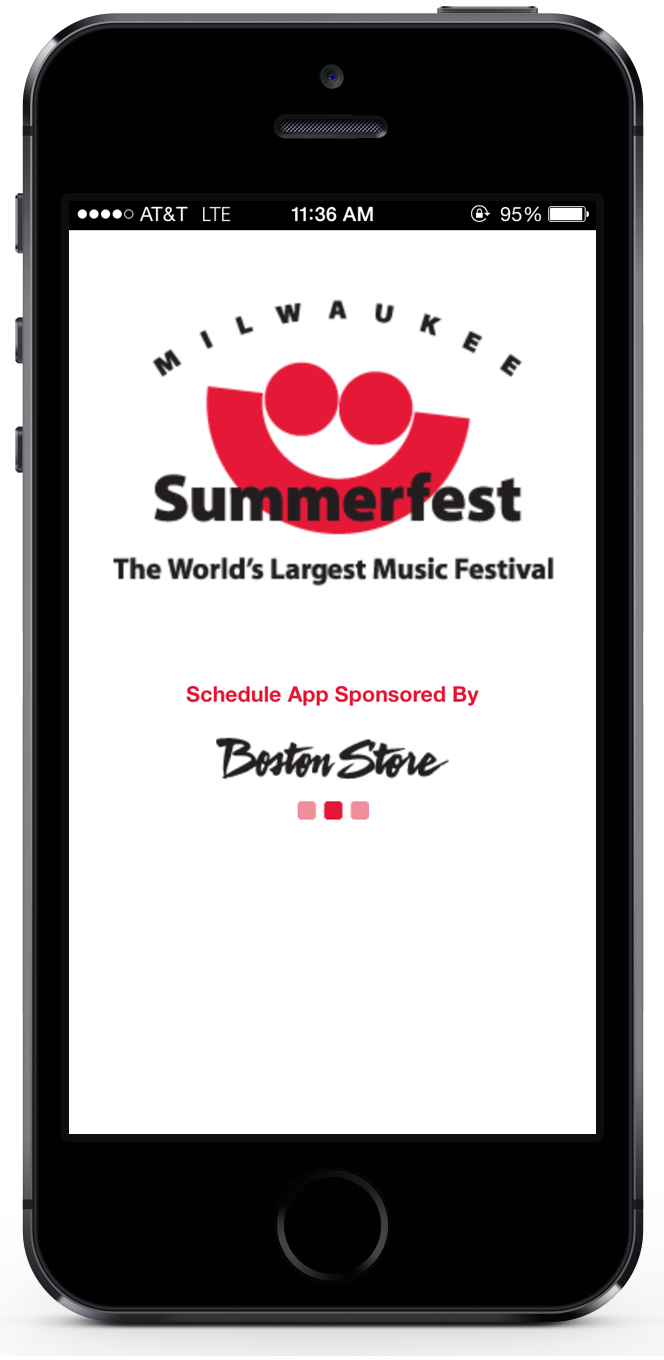 AT&T LTE 11:36 AM 95%
MILWAUKEE
Summerfest
The World's Largest Music Festival
Schedule App Sponsored By
Boston Store